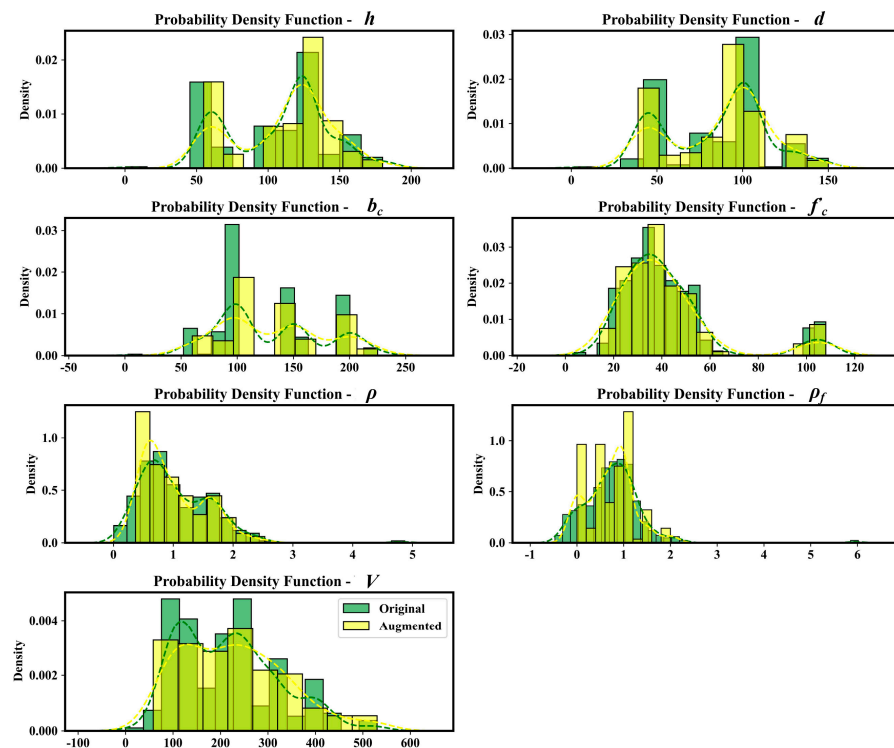 Probability Density Function - h
Probability Density Function - d
Density
0.02
0.01
0.00
0 50 100 150 200
Density
0.03
0.02
0.01
0.00
0 50 100 150
Probability Density Function - b_c
Probability Density Function - f_c
Density
0.03
0.02
0.01
0.00
-50 0 50 100 150 200 250
Density
0.03
0.02
0.01
0.00
-20 0 20 40 60 80 100 120
Probability Density Function - ρ
Probability Density Function - ρ_f
Density
1.0
0.5
0.0
0 1 2 3 4 5
Density
1.0
0.5
0.0
-1 0 1 2 3 4 5 6
Probability Density Function - V
Density
0.004
0.002
0.000
-100 0 100 200 300 400 500 600
Original
Augmented